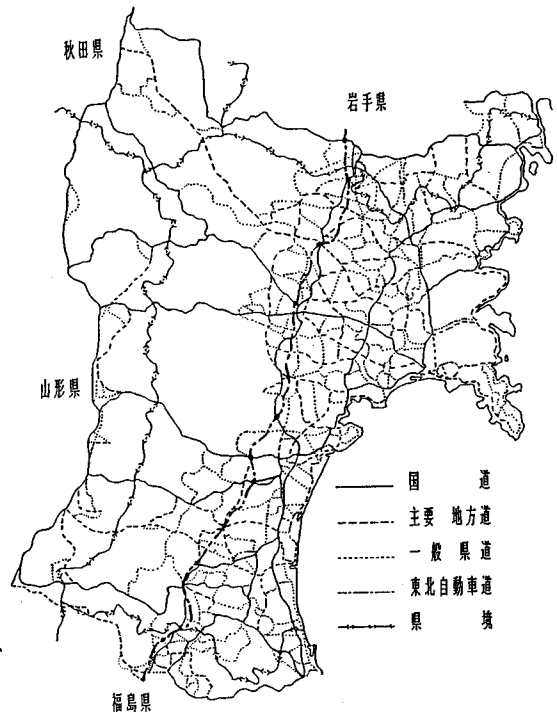 秋田県
岩手県
山形県
国 道
主要 地方道
一般 県道
東北自動車道
県 境
福島県